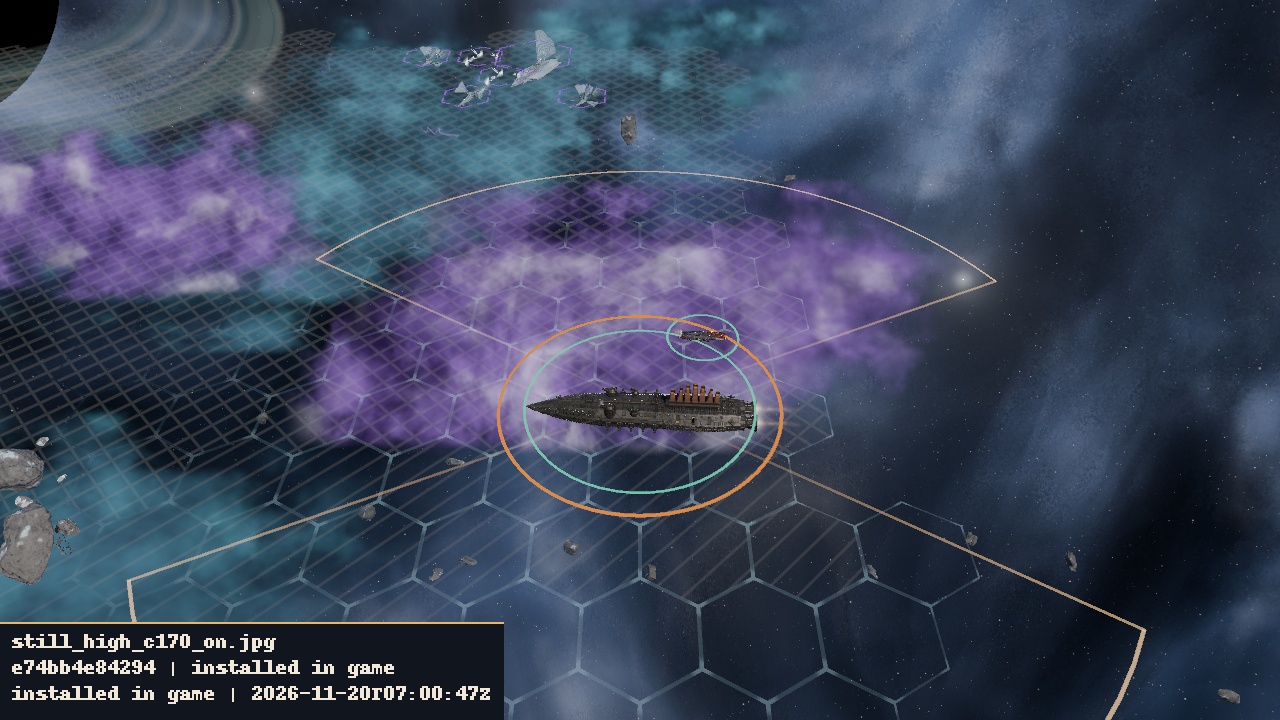 still_high_c170_on.jpg
e74bb4e84294 | installed in game
installed in game | 2026-11-20T07:00:47Z